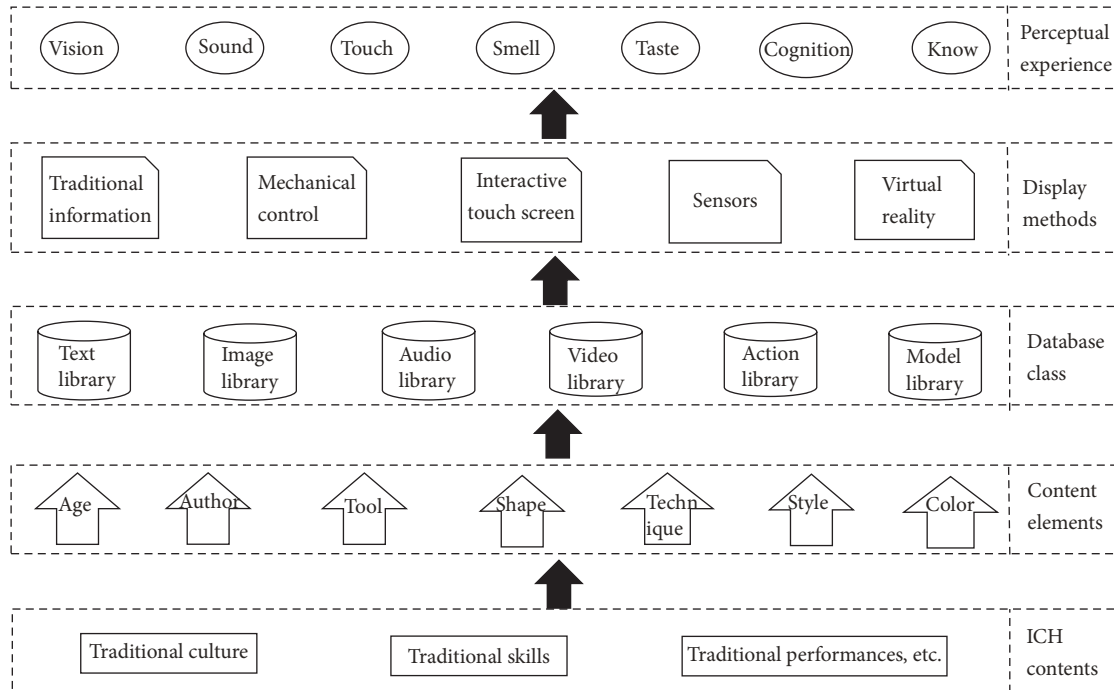 Vision
Sound
Touch
Smell
Taste
Cognition
Know
Perceptual
experience
Traditional
information
Mechanical
control
Interactive
touch screen
Sensors
Virtual
reality
Display
methods
Text
library
Image
library
Audio
library
Video
library
Action
library
Model
library
Database
class
Age
Author
Tool
Shape
Techn
ique
Style
Color
Content
elements
Traditional culture
Traditional skills
Traditional performances, etc.
ICH
contents